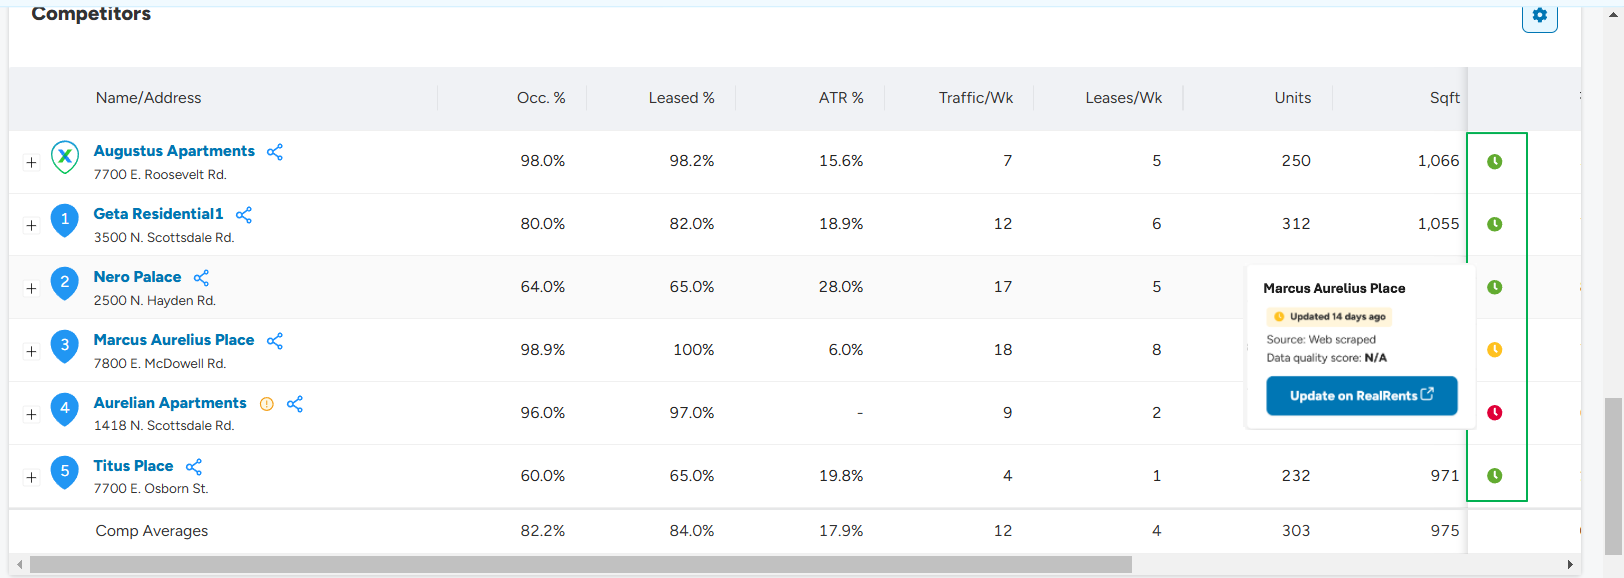 Competitors
Name/Address Occ. % Leased % ATR % Traffic/Wk Leases/Wk Units Sqft
Augustus Apartments
7700 E. Roosevelt Rd.
98.0% 98.2% 15.6% 7 5 250 1,066
1 Geta Residential1
3500 N. Scottsdale Rd.
80.0% 82.0% 18.9% 12 6 312 1,055
2 Nero Palace
2500 N. Hayden Rd.
64.0% 65.0% 28.0% 17 5
3 Marcus Aurelius Place
7800 E. McDowell Rd.
98.9% 100% 6.0% 18 8
4 Aurelian Apartments
1418 N. Scottsdale Rd.
96.0% 97.0% - 9 2
5 Titus Place
7700 E. Osborn St.
60.0% 65.0% 19.8% 4 1 232 971
Comp Averages 82.2% 84.0% 17.9% 12 4 303 975
Marcus Aurelius Place
Updated 14 days ago
Source: Web scraped
Data quality score: N/A
Update on RealRents